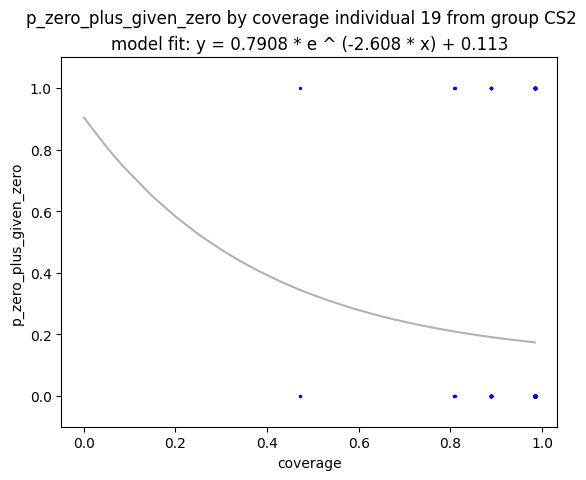 p_zero_plus_given_zero by coverage individual 19 from group CS2
model fit: y = 0.7908 * e ^ (-2.608 * x) + 0.113
1.0
0.8
0.6
0.4
0.2
0.0
p_zero_plus_given_zero
0.0 0.2 0.4 0.6 0.8 1.0
coverage